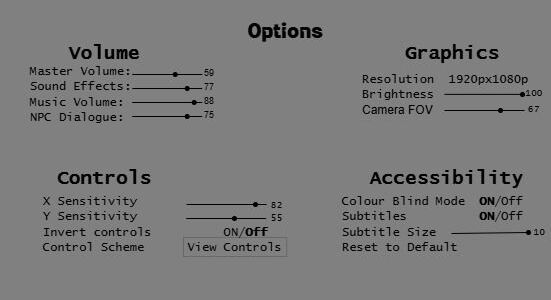 Options
Volume
Master Volume: 59
Sound Effects: 77
Music Volume: 88
NPC Dialogue: 75
Graphics
Resolution 1920px1080p
Brightness 100
Camera FOV 67
Controls
X Sensitivity 82
Y Sensitivity 55
Invert controls ON/Off
Control Scheme View Controls
Accessibility
Colour Blind Mode ON/Off
Subtitles ON/Off
Subtitle Size 10
Reset to Default